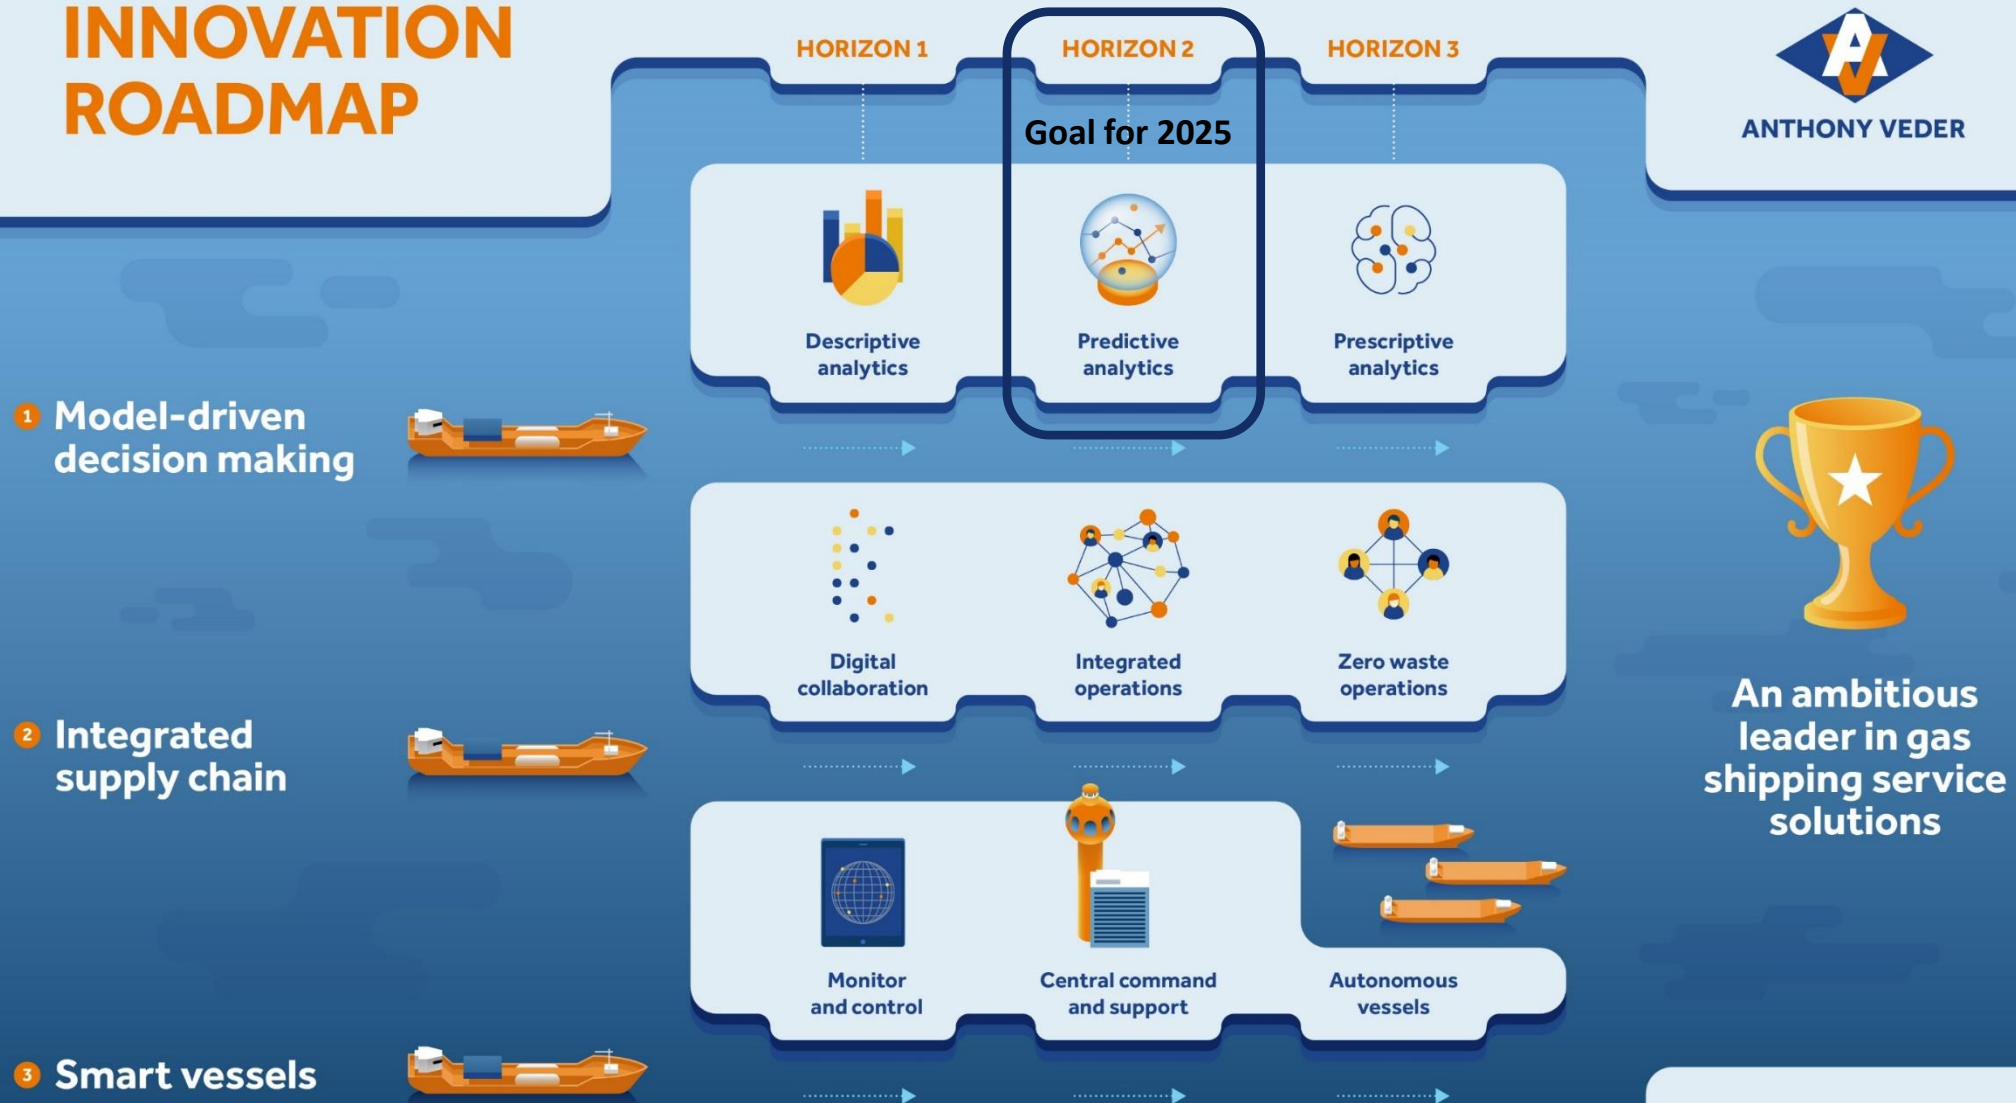 INNOVATION
ROADMAP
HORIZON 1
HORIZON 2
HORIZON 3
Goal for 2025
ANTHONY VEDER
1 Model-driven
decision making
Descriptive
analytics
Predictive
analytics
Prescriptive
analytics
2 Integrated
supply chain
Digital
collaboration
Integrated
operations
Zero waste
operations
3 Smart vessels
Monitor
and control
Central command
and support
Autonomous
vessels
An ambitious
leader in gas
shipping service
solutions